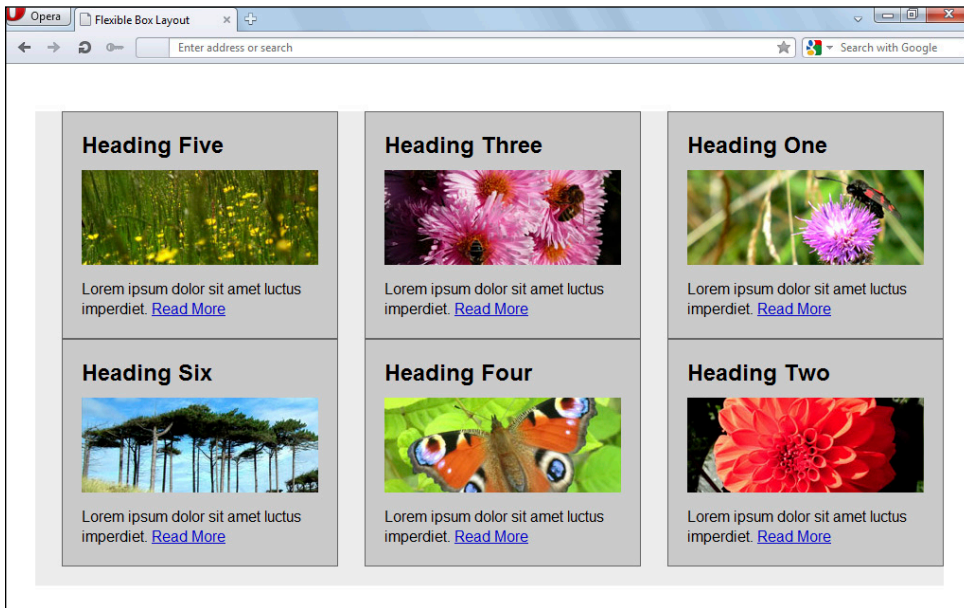 Opera
Flexible Box Layout
Enter address or search
Search with Google
Heading Five
Lorem ipsum dolor sit amet luctus
imperdiet. Read More
Heading Three
Lorem ipsum dolor sit amet luctus
imperdiet. Read More
Heading One
Lorem ipsum dolor sit amet luctus
imperdiet. Read More
Heading Six
Lorem ipsum dolor sit amet luctus
imperdiet. Read More
Heading Four
Lorem ipsum dolor sit amet luctus
imperdiet. Read More
Heading Two
Lorem ipsum dolor sit amet luctus
imperdiet. Read More